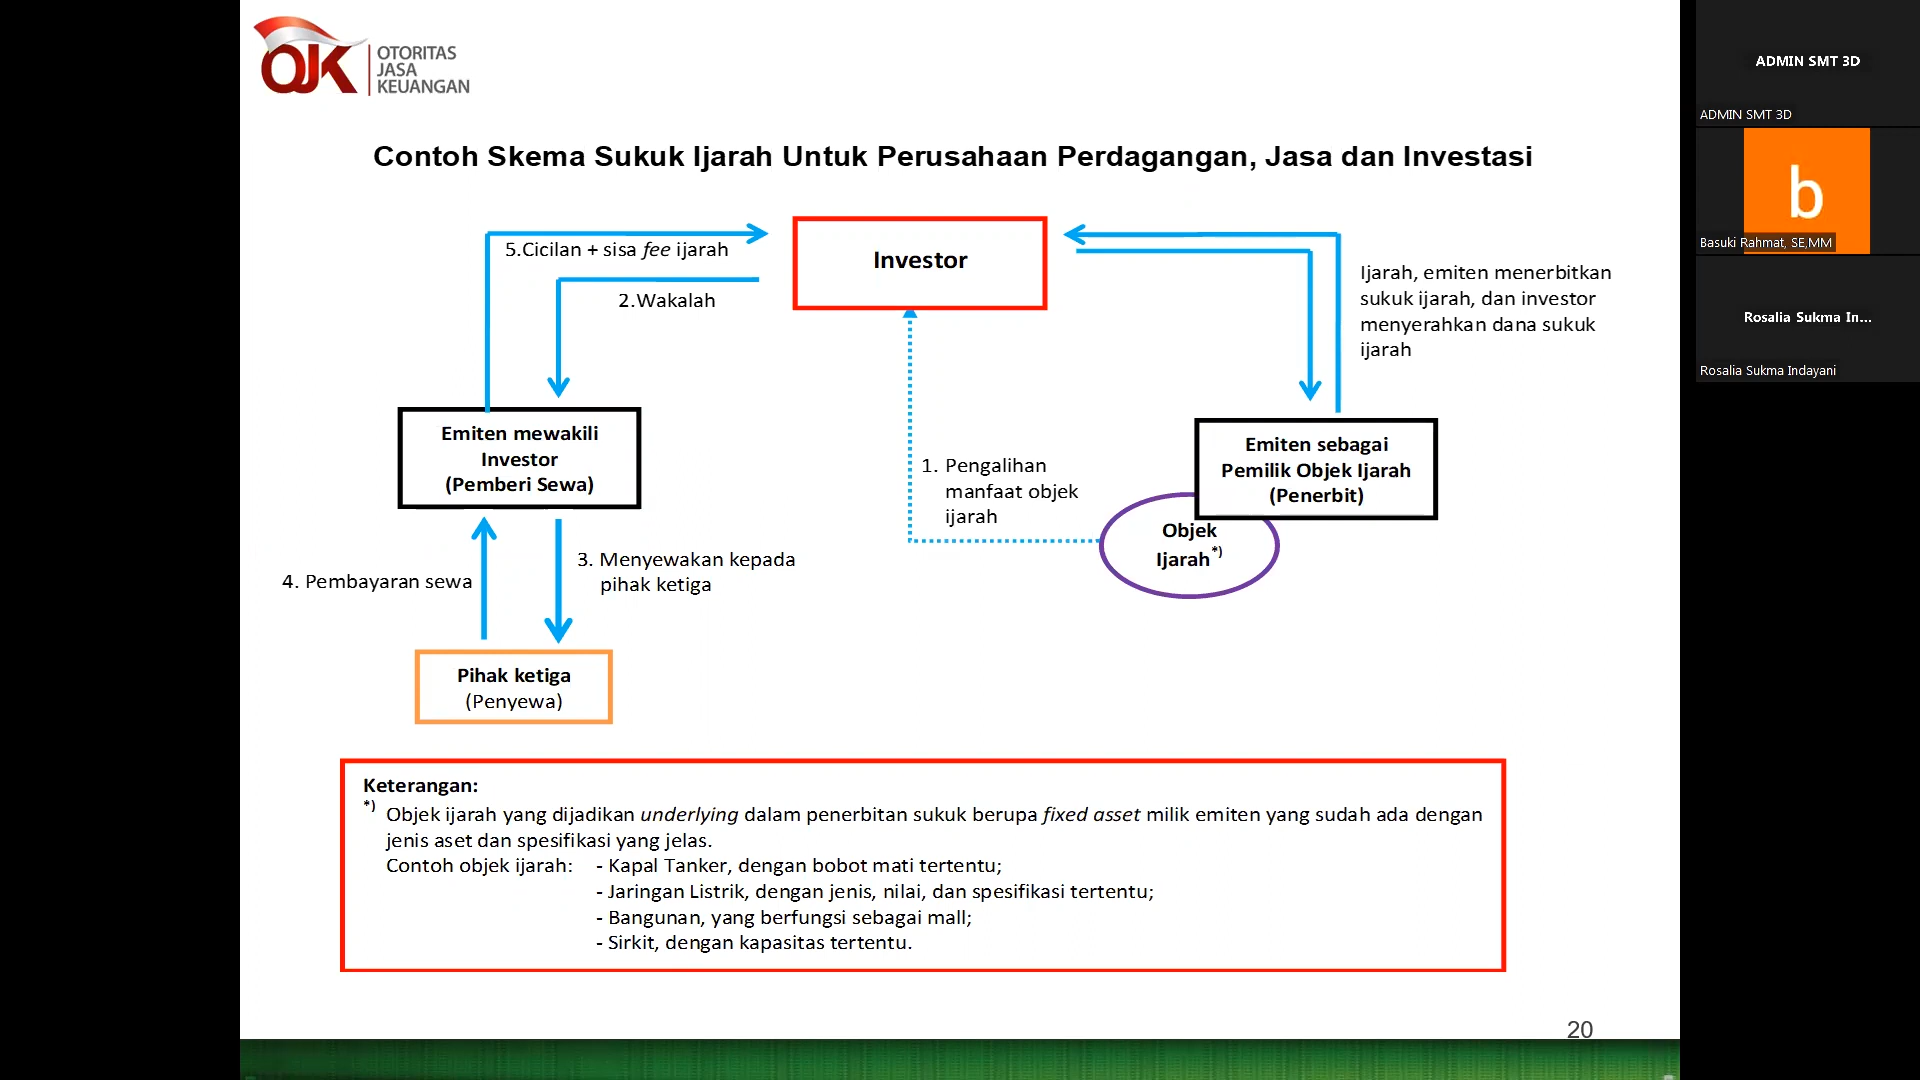 OJK
OTORITAS
JASA
KEUANGAN
Contoh Skema Sukuk Ijarah Untuk Perusahaan Perdagangan, Jasa dan Investasi
5.Cicilan + sisa fee ijarah
2.Wakalah
Investor
Ijarah, emiten menerbitkan
sukuk ijarah, dan investor
menyerahkan dana sukuk
ijarah
Emiten mewakili
Investor
(Pemberi Sewa)
1. Pengalihan
manfaat objek
ijarah
Emiten sebagai
Pemilik Objek Ijarah
(Penerbit)
Objek
Ijarah*)
4. Pembayaran sewa
3. Menyewakan kepada
pihak ketiga
Pihak ketiga
(Penyewa)
Keterangan:
*) Objek ijarah yang dijadikan underlying dalam penerbitan sukuk berupa fixed asset milik emiten yang sudah ada dengan
jenis aset dan spesifikasi yang jelas.
Contoh objek ijarah: - Kapal Tanker, dengan bobot mati tertentu;
- Jaringan Listrik, dengan jenis, nilai, dan spesifikasi tertentu;
- Bangunan, yang berfungsi sebagai mall;
- Sirkit, dengan kapasitas tertentu.
20
ADMIN SMT 3D
ADMIN SMT 3D
b
Basuki Rahmat, SE,MM
Rosalia Sukma In...
Rosalia Sukma Indayani